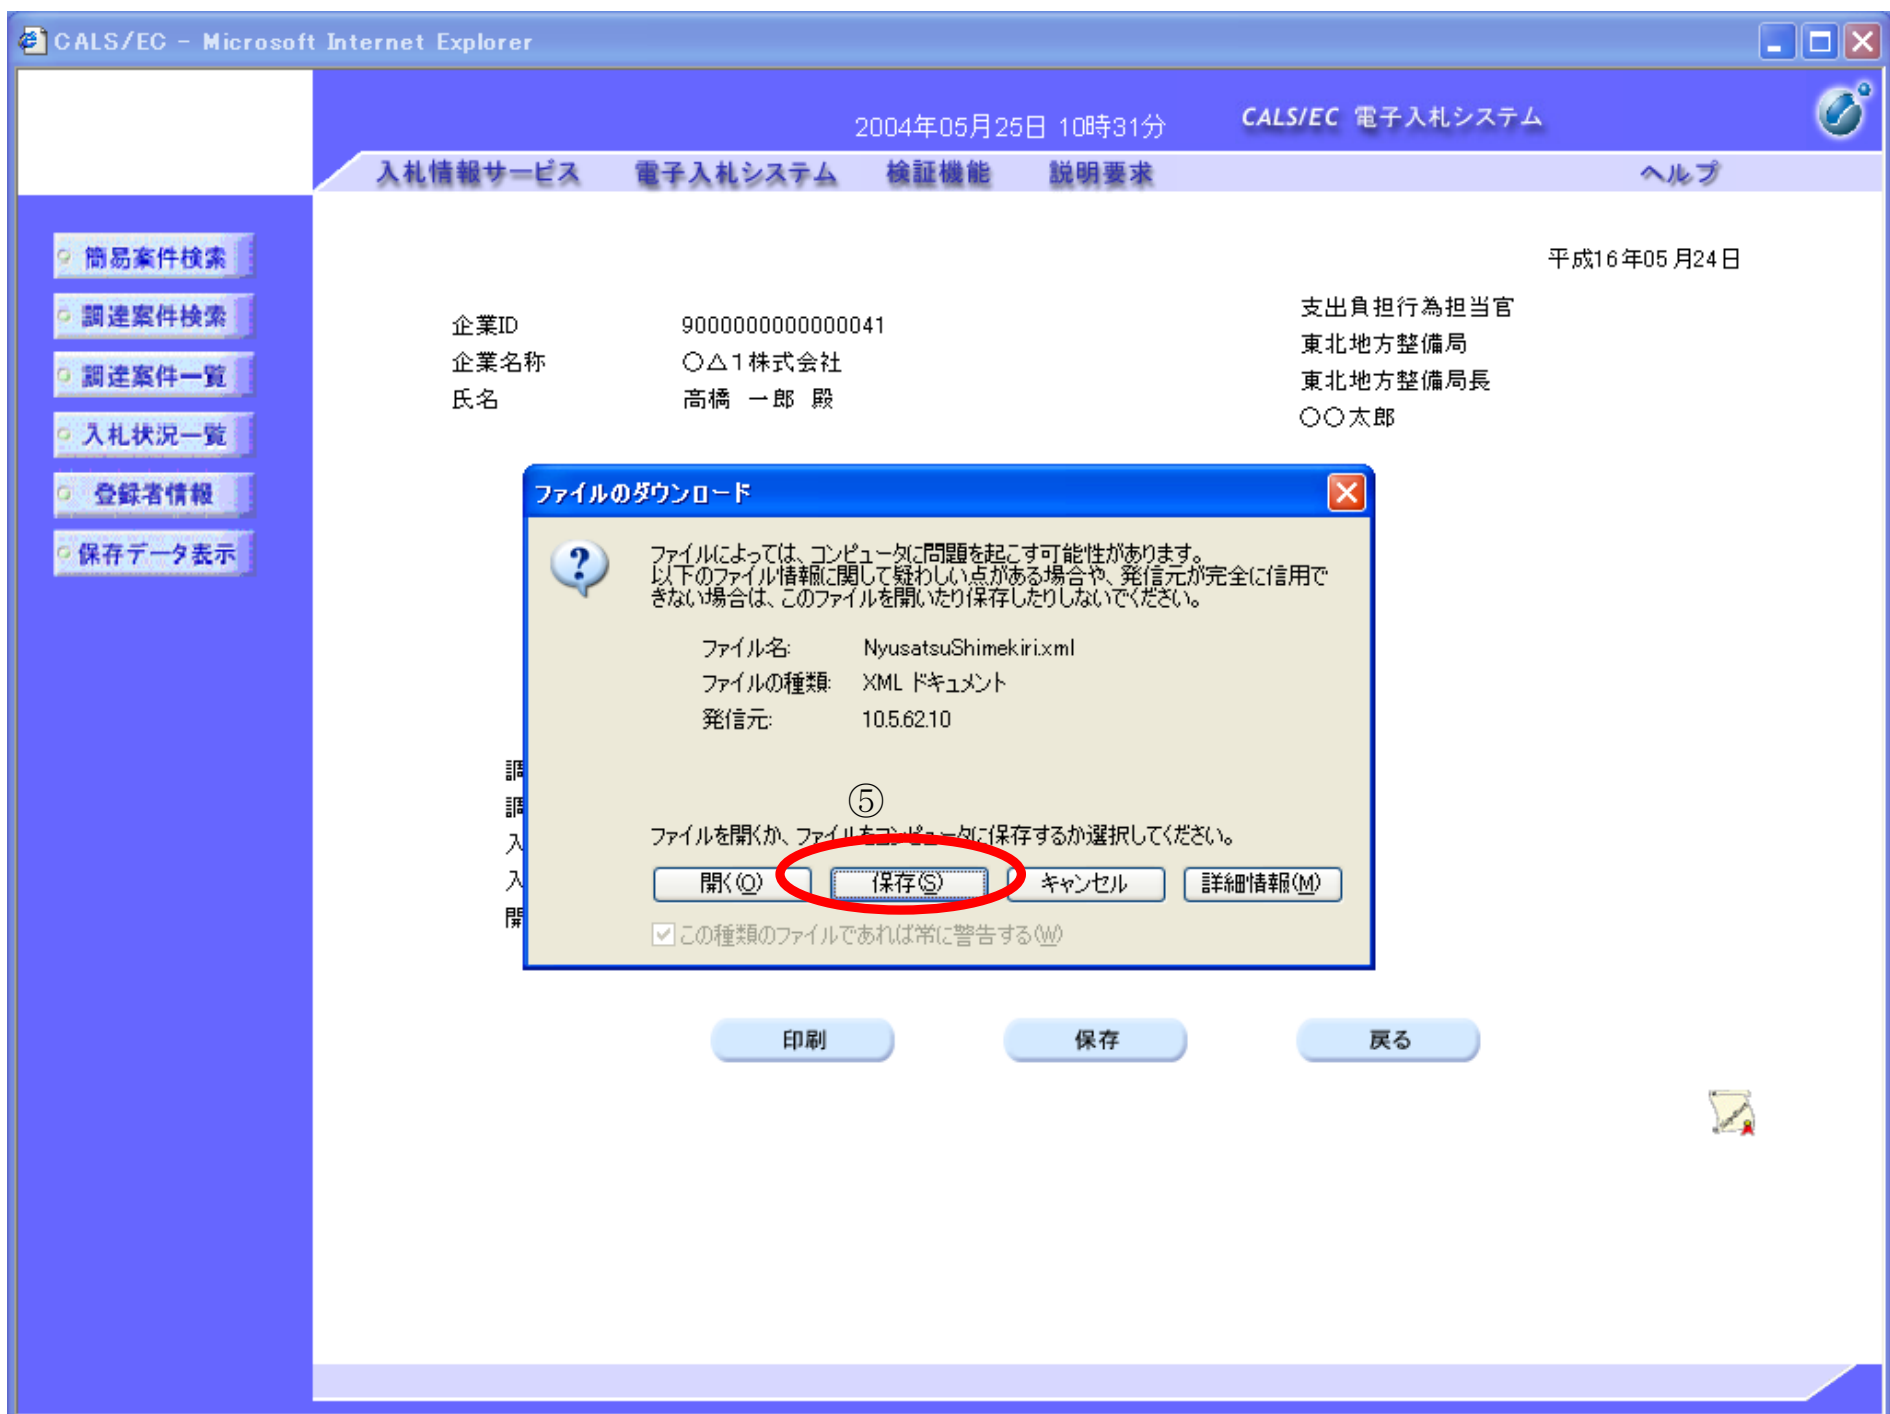 CALS/EC - Microsoft Internet Explorer
2004年05月25日 10時31分
CALS/EC 電子入札システム
入札情報サービス 電子入札システム 検証機能 説明要求 ヘルプ
簡易案件検索
調達案件検索
調達案件一覧
入札状況一覧
登録者情報
保存データ表示
平成16年05月24日
企業ID 9000000000000041
企業名称 ○△1株式会社
氏名 高橋 一郎 殿
支出負担行為担当官
東北地方整備局
東北地方整備局長
○○太郎
ファイルのダウンロード
ファイルによっては、コンピュータに問題を起こす可能性があります。
以下のファイル情報に関して疑わしい点がある場合や、発信元が完全に信用で
きない場合は、このファイルを開いたり保存したりしないでください。
ファイル名: NyusatsuShimekiri.xml
ファイルの種類: XML ドキュメント
発信元: 10.5.62.10
⑤
ファイルを開くか、ファイルをコンピュータに保存するか選択してください。
開く(O) 保存(S) キャンセル 詳細情報(M)
この種類のファイルであれば常に警告する(W)
調
調
入
入
開
印刷 保存 戻る